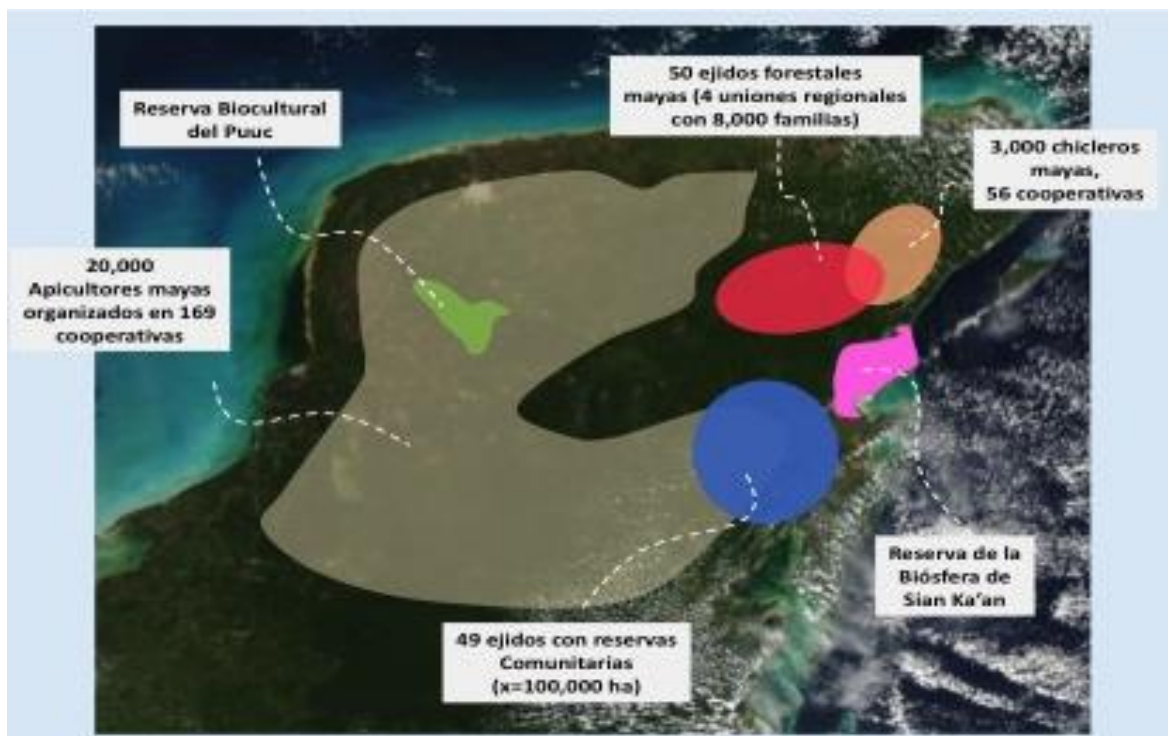 50 ejidos forestales
mayas (4 uniones regionales
con 8,000 familias)
Reserva Biocultural
del Puuc
3,000 chicleros
mayas,
56 cooperativas
20,000
Apicultores mayas
organizados en 169
cooperativas
Reserva de la
Biósfera de
Sian Ka'an
49 ejidos con reservas
Comunitarias
(x=100,000 ha)